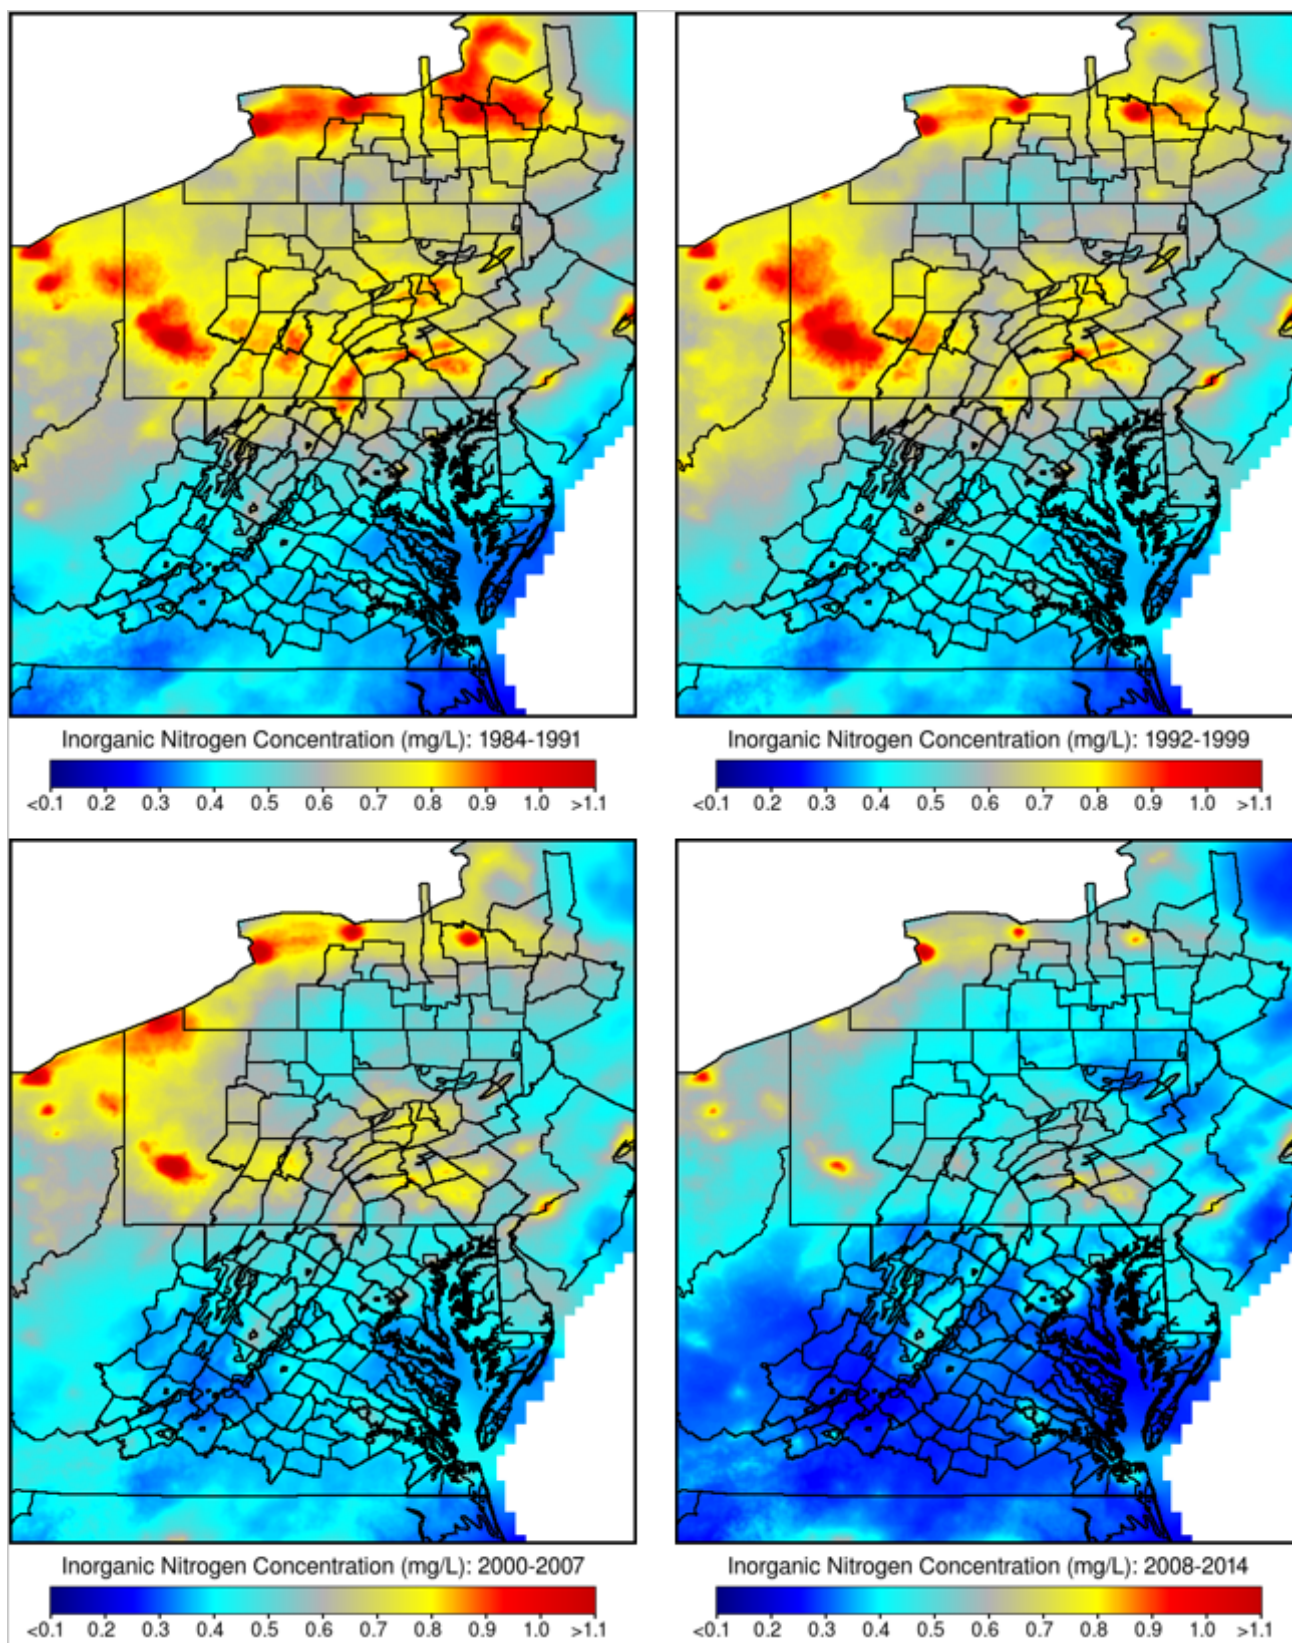 Inorganic Nitrogen Concentration (mg/L): 1984-1991
<0.1 0.2 0.3 0.4 0.5 0.6 0.7 0.8 0.9 1.0 >1.1
Inorganic Nitrogen Concentration (mg/L): 1992-1999
<0.1 0.2 0.3 0.4 0.5 0.6 0.7 0.8 0.9 1.0 >1.1
Inorganic Nitrogen Concentration (mg/L): 2000-2007
<0.1 0.2 0.3 0.4 0.5 0.6 0.7 0.8 0.9 1.0 >1.1
Inorganic Nitrogen Concentration (mg/L): 2008-2014
<0.1 0.2 0.3 0.4 0.5 0.6 0.7 0.8 0.9 1.0 >1.1